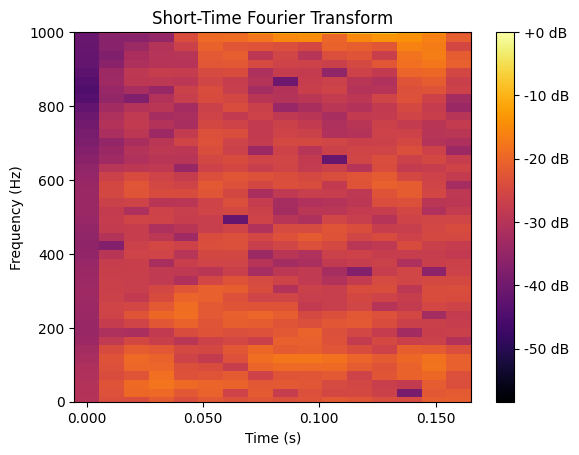 Short-Time Fourier Transform
Frequency (Hz)
1000
800
600
400
200
0
0.000
0.050
0.100
0.150
Time (s)
+0 dB
-10 dB
-20 dB
-30 dB
-40 dB
-50 dB